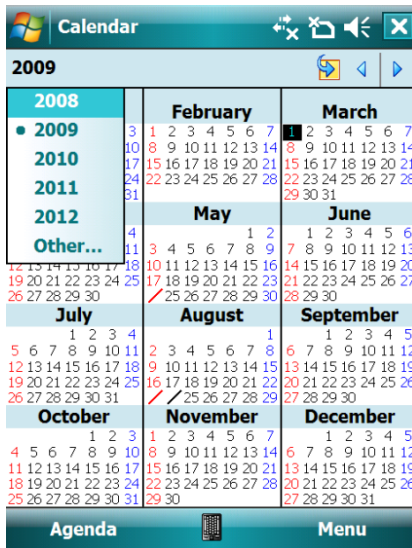 Calendar
2009
2008
2009
2010
2011
2012
Other...
3
10
17
24
31
February
1 2 3 4 5 6 7
8 9 10 11 12 13 14
15 16 17 18 19 20 21
22 23 24 25 26 27 28
March
1 2 3 4 5 6 7
8 9 10 11 12 13 14
15 16 17 18 19 20 21
22 23 24 25 26 27 28
29 30 31
4
11
12 13 14 15 16 17 18
19 20 21 22 23 24 25
26 27 28 29 30
May
1 2
3 4 5 6 7 8 9
10 11 12 13 14 15 16
17 18 19 20 21 22 23
/ 25 26 27 28 29 30
June
1 2 3 4 5 6
7 8 9 10 11 12 13
14 15 16 17 18 19 20
21 22 23 24 25 26 27
28 29 30
July
1 2 3 4
5 6 7 8 9 10 11
12 13 14 15 16 17 18
19 20 21 22 23 24 25
26 27 28 29 30 31
August
1
2 3 4 5 6 7 8
9 10 11 12 13 14 15
16 17 18 19 20 21 22
/ / 25 26 27 28 29
September
1 2 3 4 5
6 7 8 9 10 11 12
13 14 15 16 17 18 19
20 21 22 23 24 25 26
27 28 29 30
October
1 2 3
4 5 6 7 8 9 10
11 12 13 14 15 16 17
18 19 20 21 22 23 24
25 26 27 28 29 30 31
November
1 2 3 4 5 6 7
8 9 10 11 12 13 14
15 16 17 18 19 20 21
22 23 24 25 26 27 28
29 30
December
1 2 3 4 5
6 7 8 9 10 11 12
13 14 15 16 17 18 19
20 21 22 23 24 25 26
27 28 29 30 31
Agenda
Menu